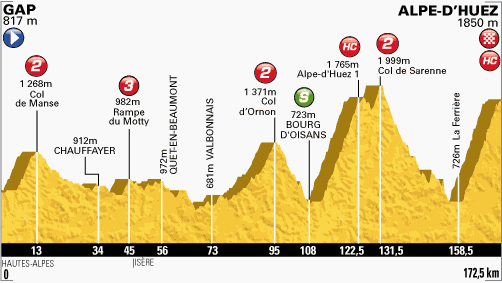 GAP
817 m
ALPE-D'HUEZ
1850 m
HC
2
1 268m
Col
de Manse
912m
CHAUFFAYER
3
982m
Rampe
du Motty
972m QUET-EN-BEAUMONT
681m VALBONNAIS
2
1 371m
Col
d'Ornon
S
723m
BOURG
D'OISANS
HC
1 765m
Alpe-d'Huez 1
2
1 999m
Col de Sarenne
726m La Ferrière
13
34
45
56
73
95
108
122,5
131,5
158,5
HAUTES-ALPES
ISÈRE
0
172,5 km